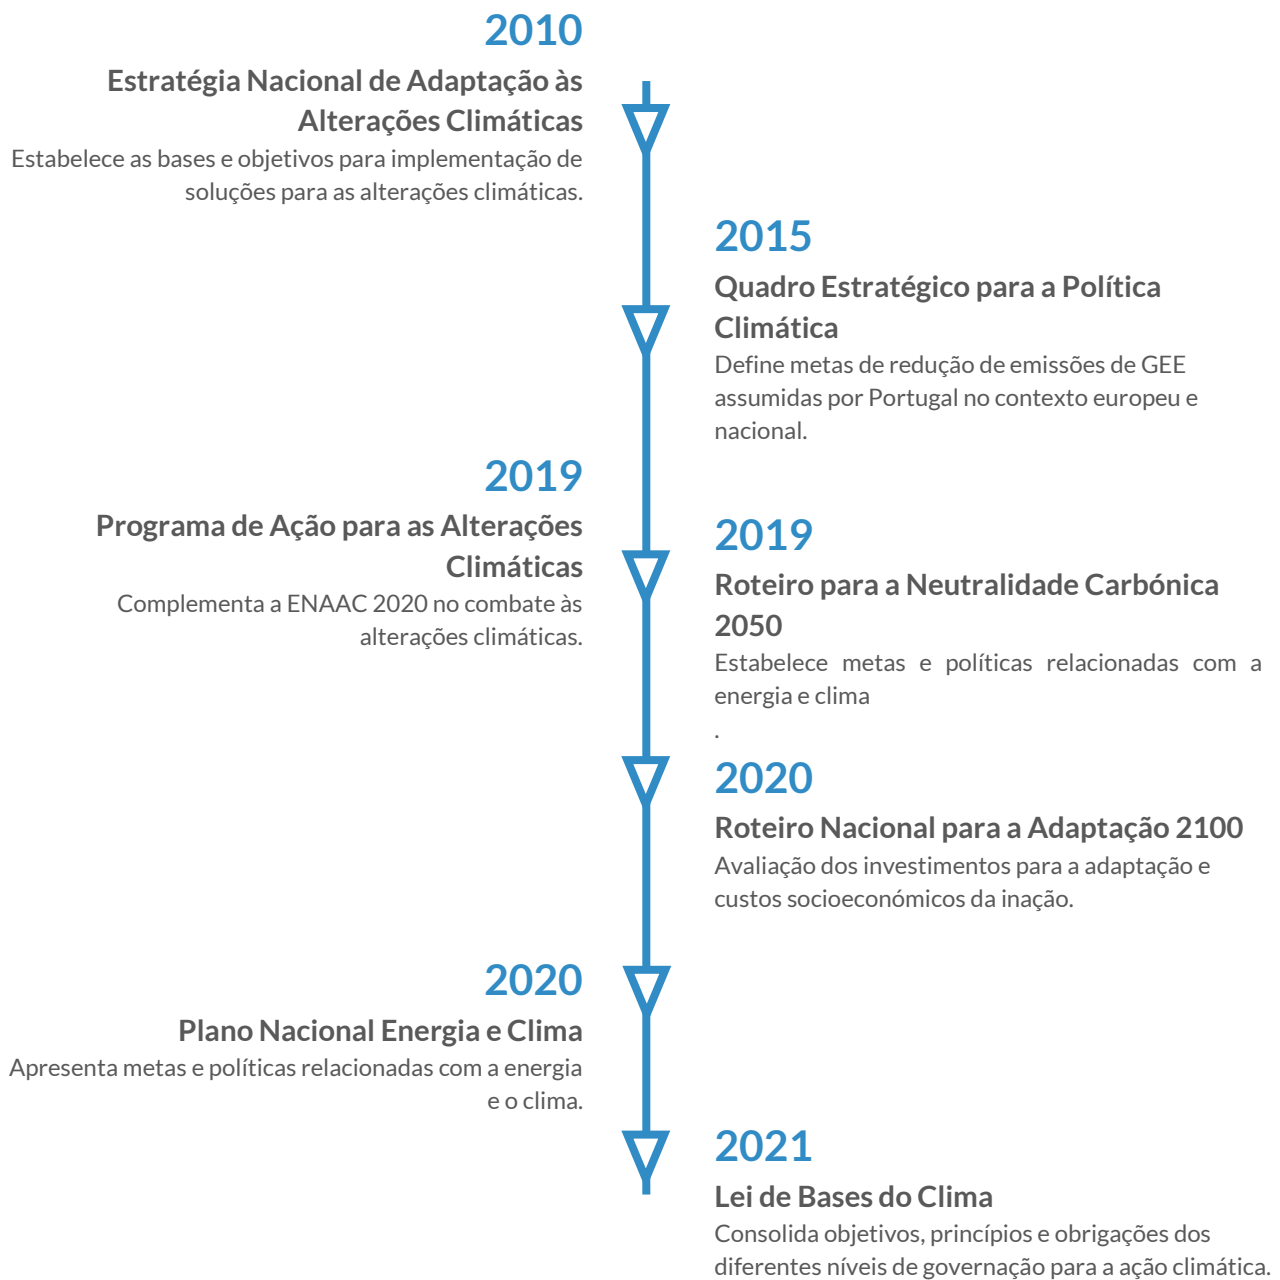 2010
Estratégia Nacional de Adaptação às
Alterações Climáticas
Estabelece as bases e objetivos para implementação de
soluções para as alterações climáticas.
2015
Quadro Estratégico para a Política
Climática
Define metas de redução de emissões de GEE
assumidas por Portugal no contexto europeu e
nacional.
2019
Programa de Ação para as Alterações
Climáticas
Complementa a ENAAC 2020 no combate às
alterações climáticas.
2019
Roteiro para a Neutralidade Carbónica
2050
Estabelece metas e políticas relacionadas com a
energia e clima
.
2020
Roteiro Nacional para a Adaptação 2100
Avaliação dos investimentos para a adaptação e
custos socioeconómicos da inação.
2020
Plano Nacional Energia e Clima
Apresenta metas e políticas relacionadas com a energia
e o clima.
2021
Lei de Bases do Clima
Consolida objetivos, princípios e obrigações dos
diferentes níveis de governação para a ação climática.